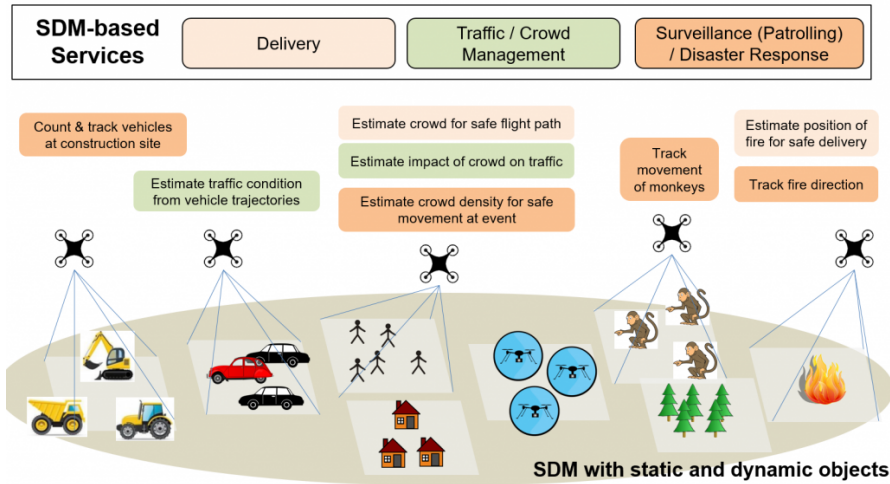 SDM-based
Services
Delivery
Traffic / Crowd
Management
Surveillance (Patrolling)
/ Disaster Response
Count & track vehicles
at construction site
Estimate traffic condition
from vehicle trajectories
Estimate crowd for safe flight path
Estimate impact of crowd on traffic
Estimate crowd density for safe
movement at event
Track
movement
of monkeys
Estimate position of
fire for safe delivery
Track fire direction
SDM with static and dynamic objects